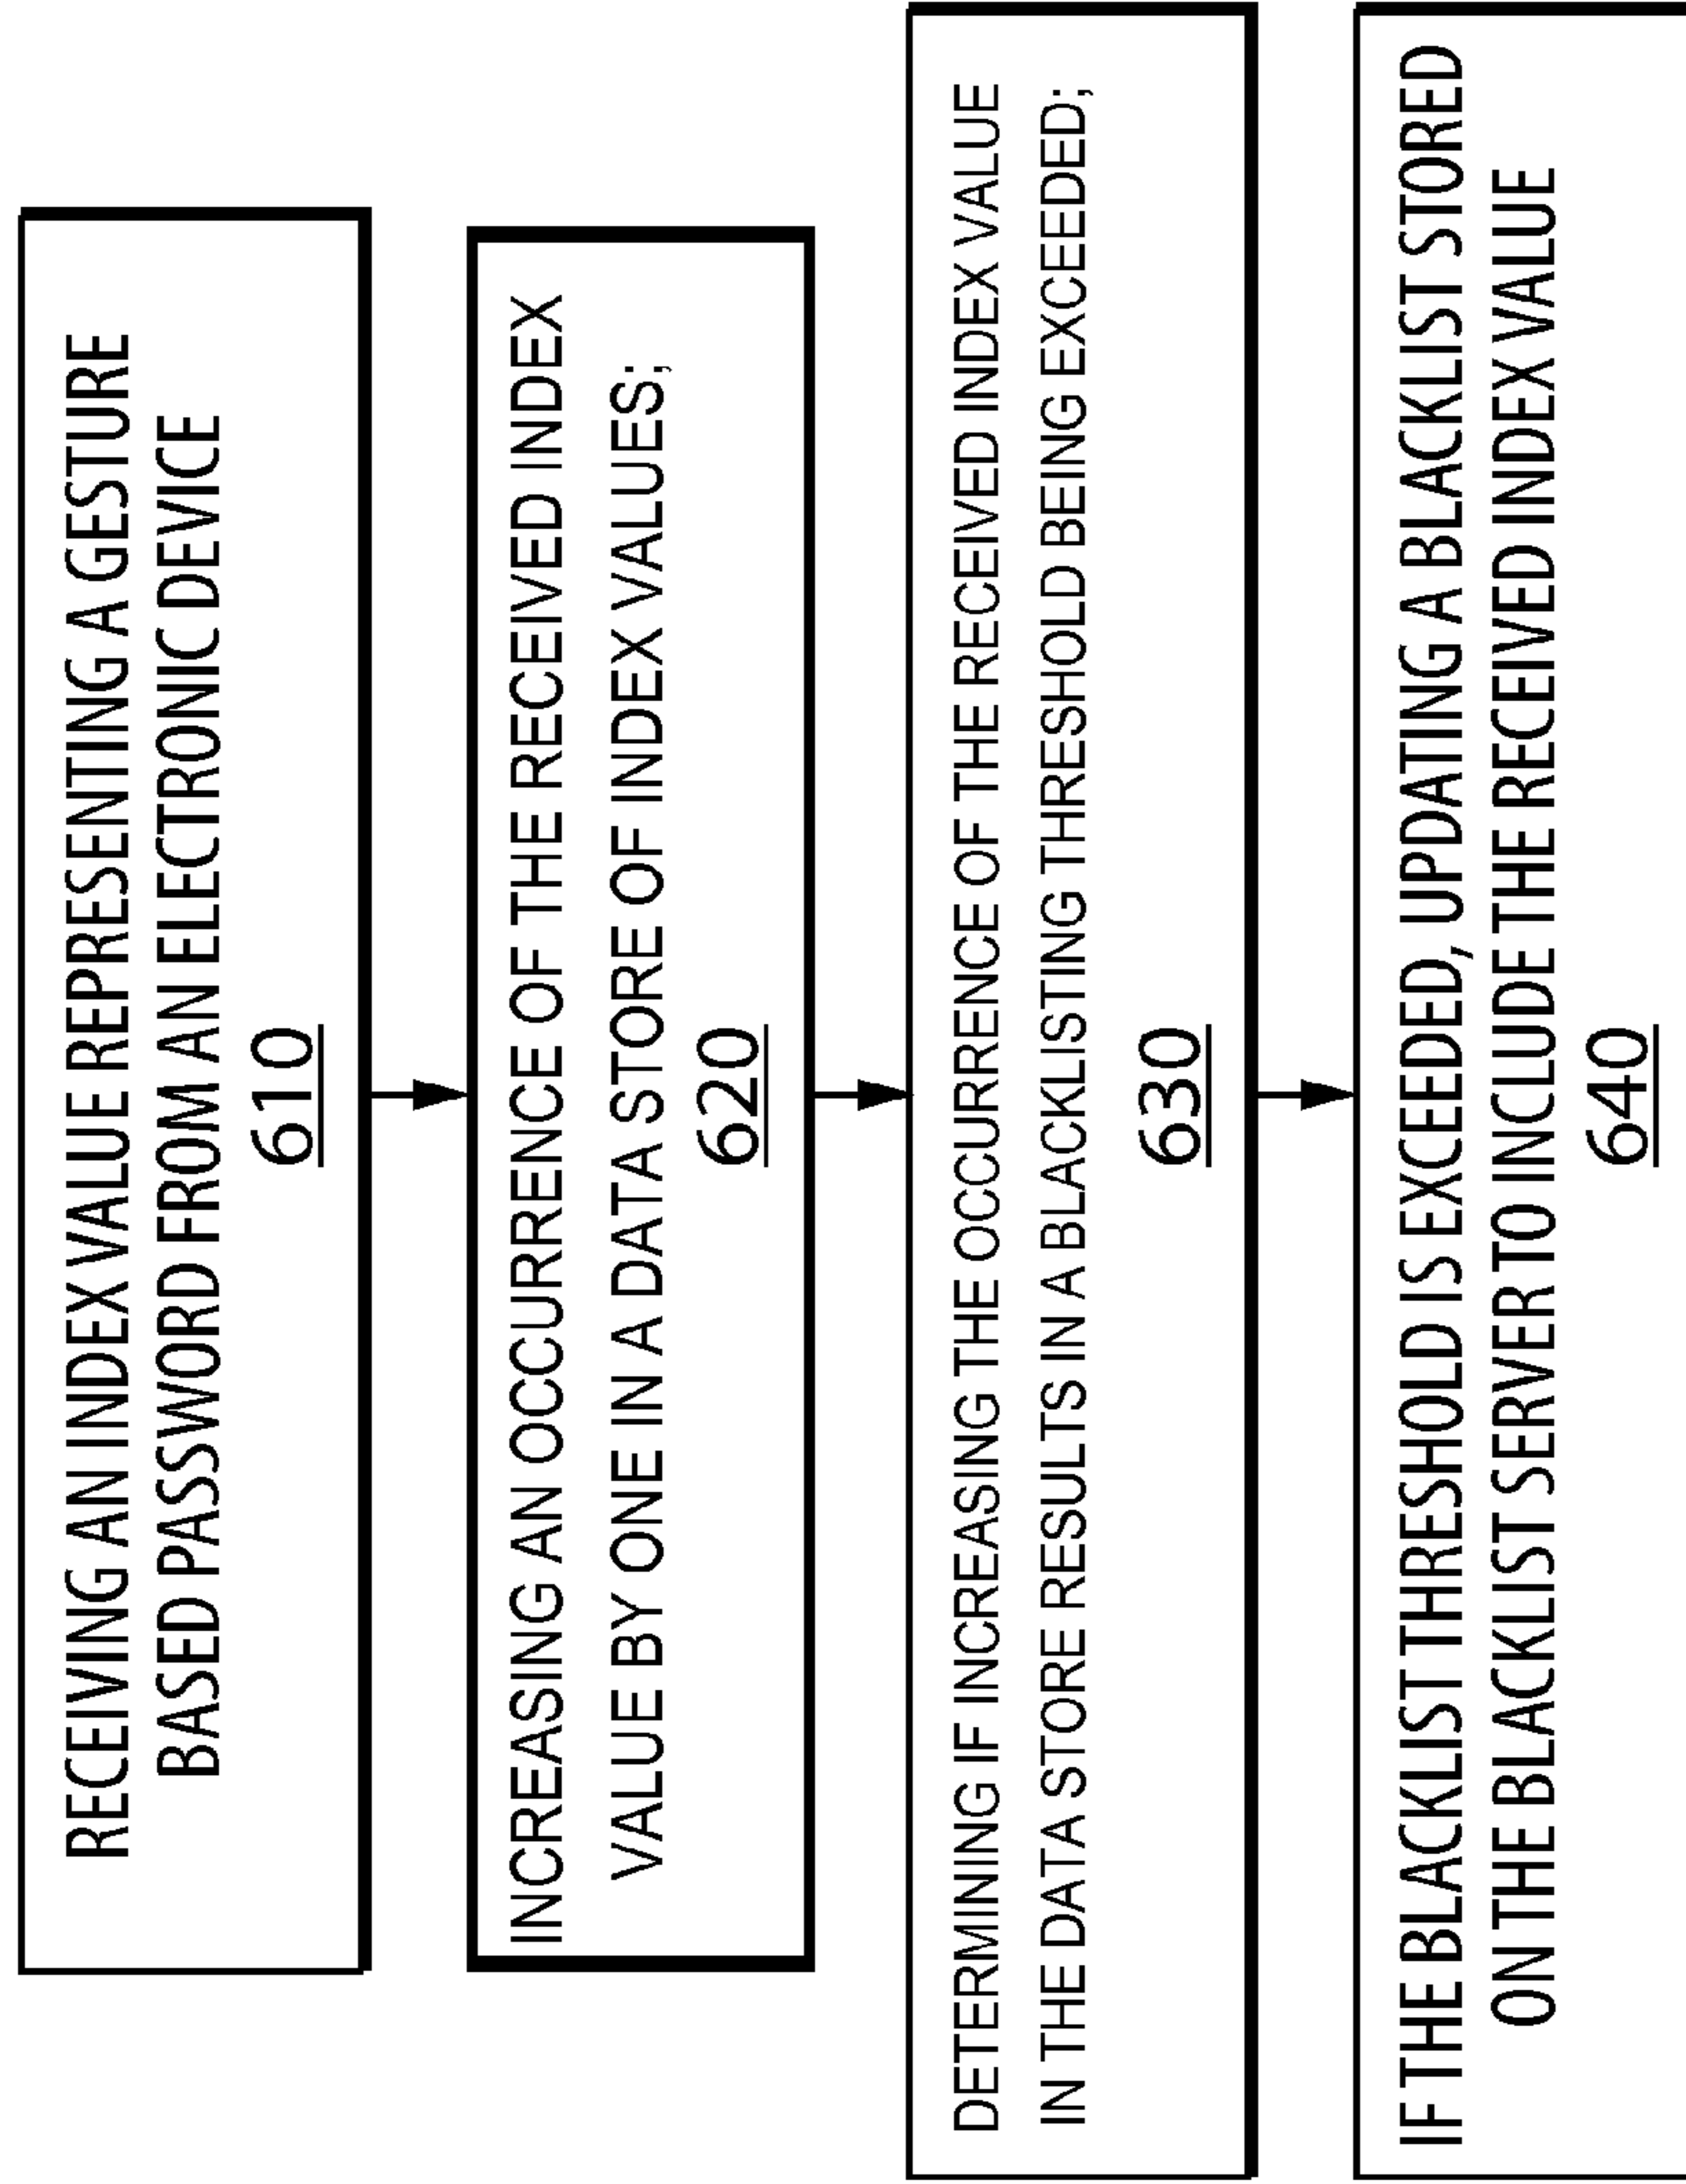 RECEIVING AN INDEX VALUE REPRESENTING A GESTURE
BASED PASSWORD FROM AN ELECTRONIC DEVICE
610
INCREASING AN OCCURRENCE OF THE RECEIVED INDEX
VALUE BY ONE IN A DATA STORE OF INDEX VALUES;
620
DETERMINING IF INCREASING THE OCCURRENCE OF THE RECEIVED INDEX VALUE
IN THE DATA STORE RESULTS IN A BLACKLISTING THRESHOLD BEING EXCEEDED;
630
IF THE BLACKLIST THRESHOLD IS EXCEEDED, UPDATING A BLACKLIST STORED
ON THE BLACKLIST SERVER TO INCLUDE THE RECEIVED INDEX VALUE
640